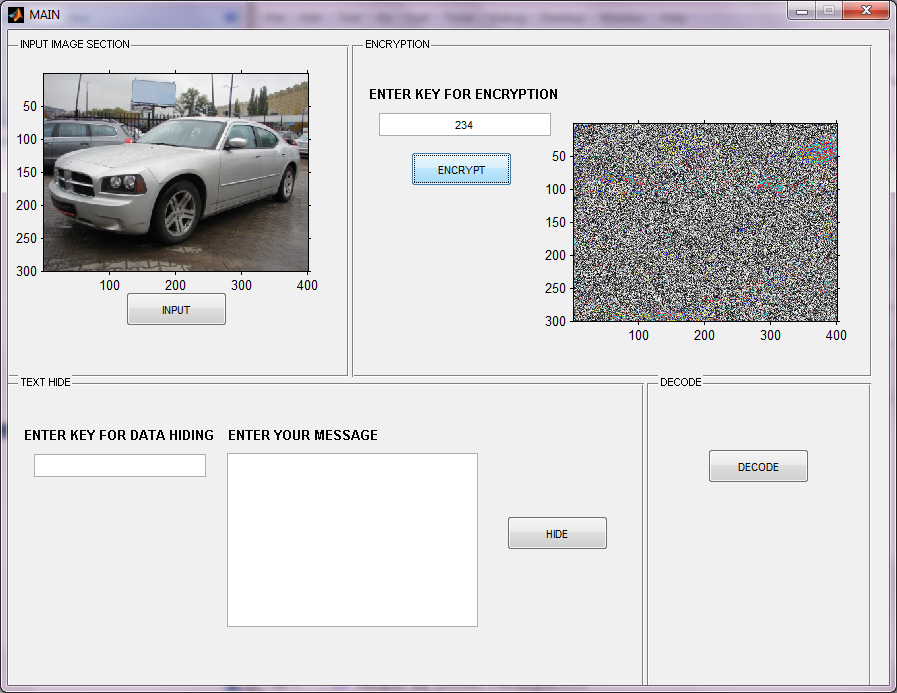 MAIN
INPUT IMAGE SECTION
50
100
150
200
250
300
100 200 300 400
INPUT
ENCRYPTION
ENTER KEY FOR ENCRYPTION
234
ENCRYPT
50
100
150
200
250
300
100 200 300 400
TEXT HIDE
ENTER KEY FOR DATA HIDING ENTER YOUR MESSAGE
HIDE
DECODE
DECODE